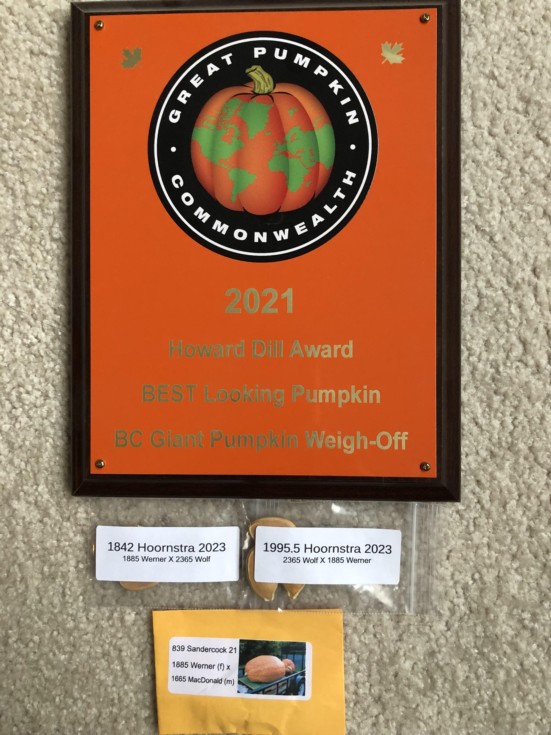 GREAT PUMPKIN
COMMONWEALTH
2021
Howard Dill Award
BEST Looking Pumpkin
BC Giant Pumpkin Weigh-Off
1842 Hoornstra 2023
1885 Werner X 2365 Wolf
1995.5 Hoornstra 2023
2365 Wolf X 1885 Werner
839 Sandercock 21
1885 Werner (f) x
1665 MacDonald (m)